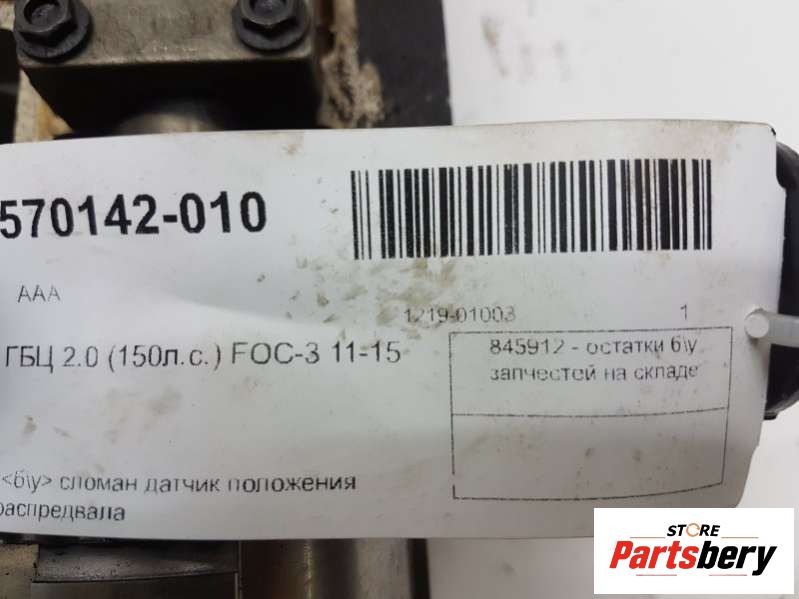 570142-010
AAA
1219-01003 1
ГБЦ 2.0 (150л.с.) FOC-3 11-15
845912 - остатки б\у
запчестей на складе
<б\у> сломан датчик положения
распредвала
STORE
Partsbery